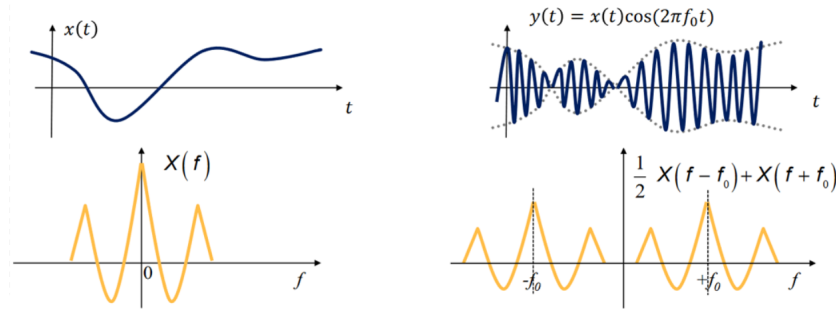 x(t)
t
y(t) = x(t)cos(2πf₀t)
t
X(f)
0
f
1/2 X(f − f₀)+X(f + f₀)
-f₀
+f₀
f